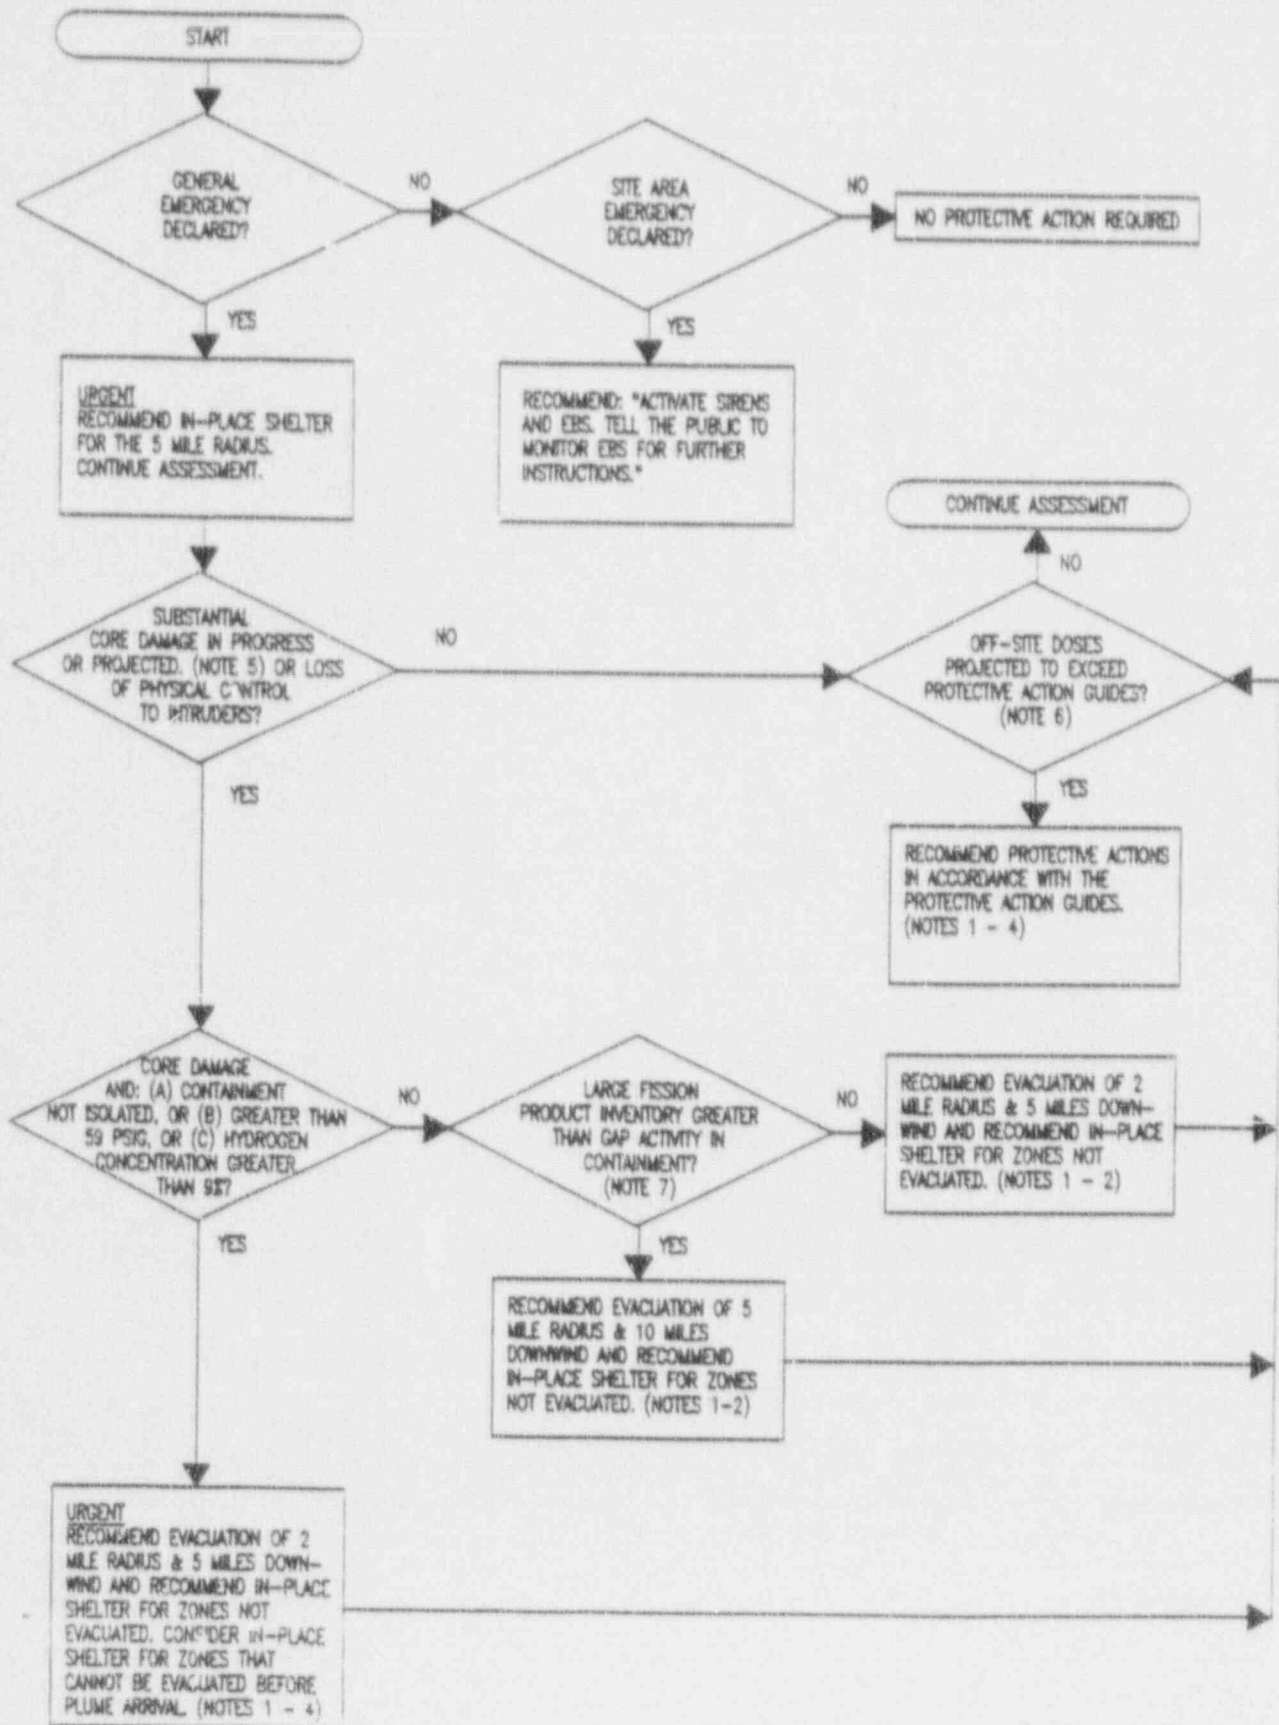 START
GENERAL
EMERGENCY
DECLARED?
NO
SITE AREA
EMERGENCY
DECLARED?
NO
NO PROTECTIVE ACTION REQUIRED
YES
YES
URGENT
RECOMMEND IN-PLACE SHELTER
FOR THE 5 MILE RADIUS.
CONTINUE ASSESSMENT.
RECOMMEND: "ACTIVATE SIRENS
AND EBS. TELL THE PUBLIC TO
MONITOR EBS FOR FURTHER
INSTRUCTIONS."
CONTINUE ASSESSMENT
NO
SUBSTANTIAL
CORE DAMAGE IN PROGRESS
OR PROJECTED. (NOTE 5) OR LOSS
OF PHYSICAL C NTROL
TO INTRUDERS?
NO
OFF-SITE DOSES
PROJECTED TO EXCEED
PROTECTIVE ACTION GUIDES?
(NOTE 6)
YES
YES
RECOMMEND PROTECTIVE ACTIONS
IN ACCORDANCE WITH THE
PROTECTIVE ACTION GUIDES.
(NOTES 1 - 4)
CORE DAMAGE
AND: (A) CONTAINMENT
NOT ISOLATED, OR (B) GREATER THAN
59 PSIG, OR (C) HYDROGEN
CONCENTRATION GREATER
THAN 9%?
NO
LARGE FISSION
PRODUCT INVENTORY GREATER
THAN GAP ACTIVITY IN
CONTAINMENT?
(NOTE 7)
NO
RECOMMEND EVACUATION OF 2
MILE RADIUS & 5 MILES DOWN-
WIND AND RECOMMEND IN-PLACE
SHELTER FOR ZONES NOT
EVACUATED. (NOTES 1 - 2)
YES
YES
RECOMMEND EVACUATION OF 5
MILE RADIUS & 10 MILES
DOWNWIND AND RECOMMEND
IN-PLACE SHELTER FOR ZONES
NOT EVACUATED. (NOTES 1-2)
URGENT
RECOMMEND EVACUATION OF 2
MILE RADIUS & 5 MILES DOWN-
WIND AND RECOMMEND IN-PLACE
SHELTER FOR ZONES NOT
EVACUATED. CONSIDER IN-PLACE
SHELTER FOR ZONES THAT
CANNOT BE EVACUATED BEFORE
PLUME ARRIVAL. (NOTES 1 - 4)